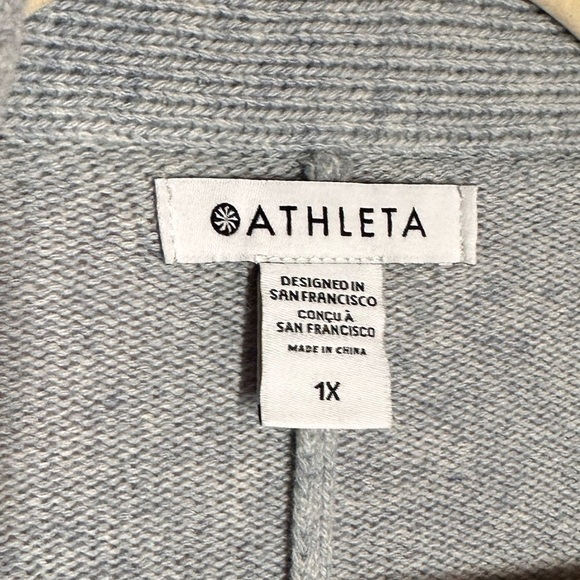 ATHLETA
DESIGNED IN
SAN FRANCISCO
CONÇU À
SAN FRANCISCO
MADE IN CHINA
1X